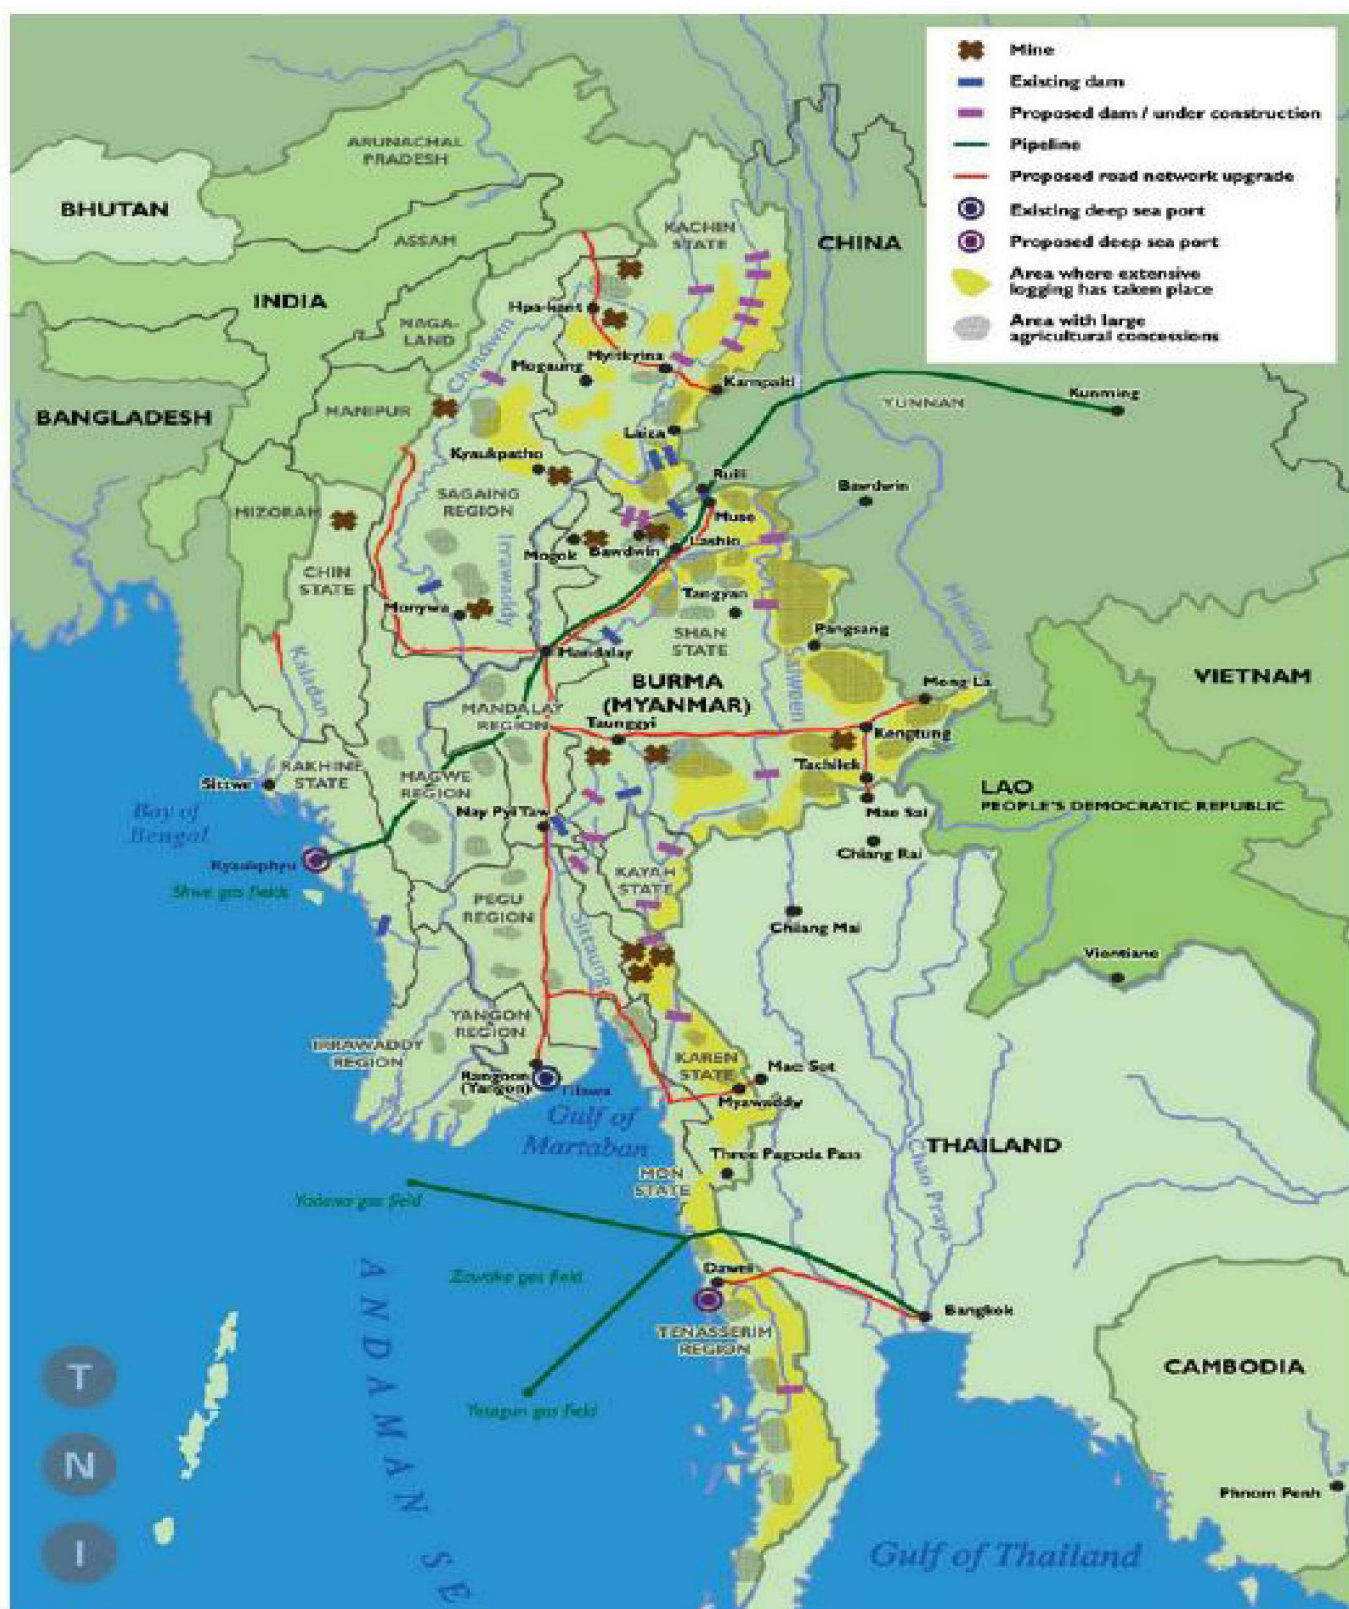 Mine
Existing dam
Proposed dam / under construction
Pipeline
Proposed road network upgrade
Existing deep sea port
Proposed deep sea port
Area where extensive
logging has taken place
Area with large
agricultural concessions
ARUNACHAL
PRADESH
BHUTAN
ASSAM
KACHIN
STATE
CHINA
INDIA
NAGA-
LAND
Hpa-kant
Chindwin
Mogaung
Myitkyina
Kampaiti
Kunming
YUNNAN
BANGLADESH
MANIPUR
Laiza
Kyaukpatho
Ruili
Bawdwin
SAGAING
REGION
MIZORAM
Muse
Mogok
Bawdwin
Lashio
Irrawaddy
CHIN
STATE
Monywa
Tangyan
Mekong
SHAN
STATE
Pangsang
Mandalay
Salween
Kaladan
VIETNAM
BURMA
(MYANMAR)
Mong La
MANDALAY
REGION
Taunggyi
Kengtung
RAKHINE
STATE
Sittwe
MAGWE
REGION
Tachilek
LAO
PEOPLE'S DEMOCRATIC REPUBLIC
Bay of
Bengal
Nay Pyi Taw
Mae Sai
Chiang Rai
Kyaukphyu
Shwe gas fields
KAYAH
STATE
PEGU
REGION
Chiang Mai
Sittaung
Vientiane
YANGON
REGION
IRRAWADDY
REGION
KAREN
STATE
Mae Sot
Rangoon
(Yangon)
Tilawa
Myawaddy
Gulf of
Martaban
THAILAND
Chao Praya
Three Pagoda Pass
MON
STATE
Yadana gas field
Zawtika gas field
Dawei
Bangkok
TENASSERIM
REGION
CAMBODIA
Yetagun gas field
ANDAMAN SE
Phnom Penh
Gulf of Thailand
T
N
I